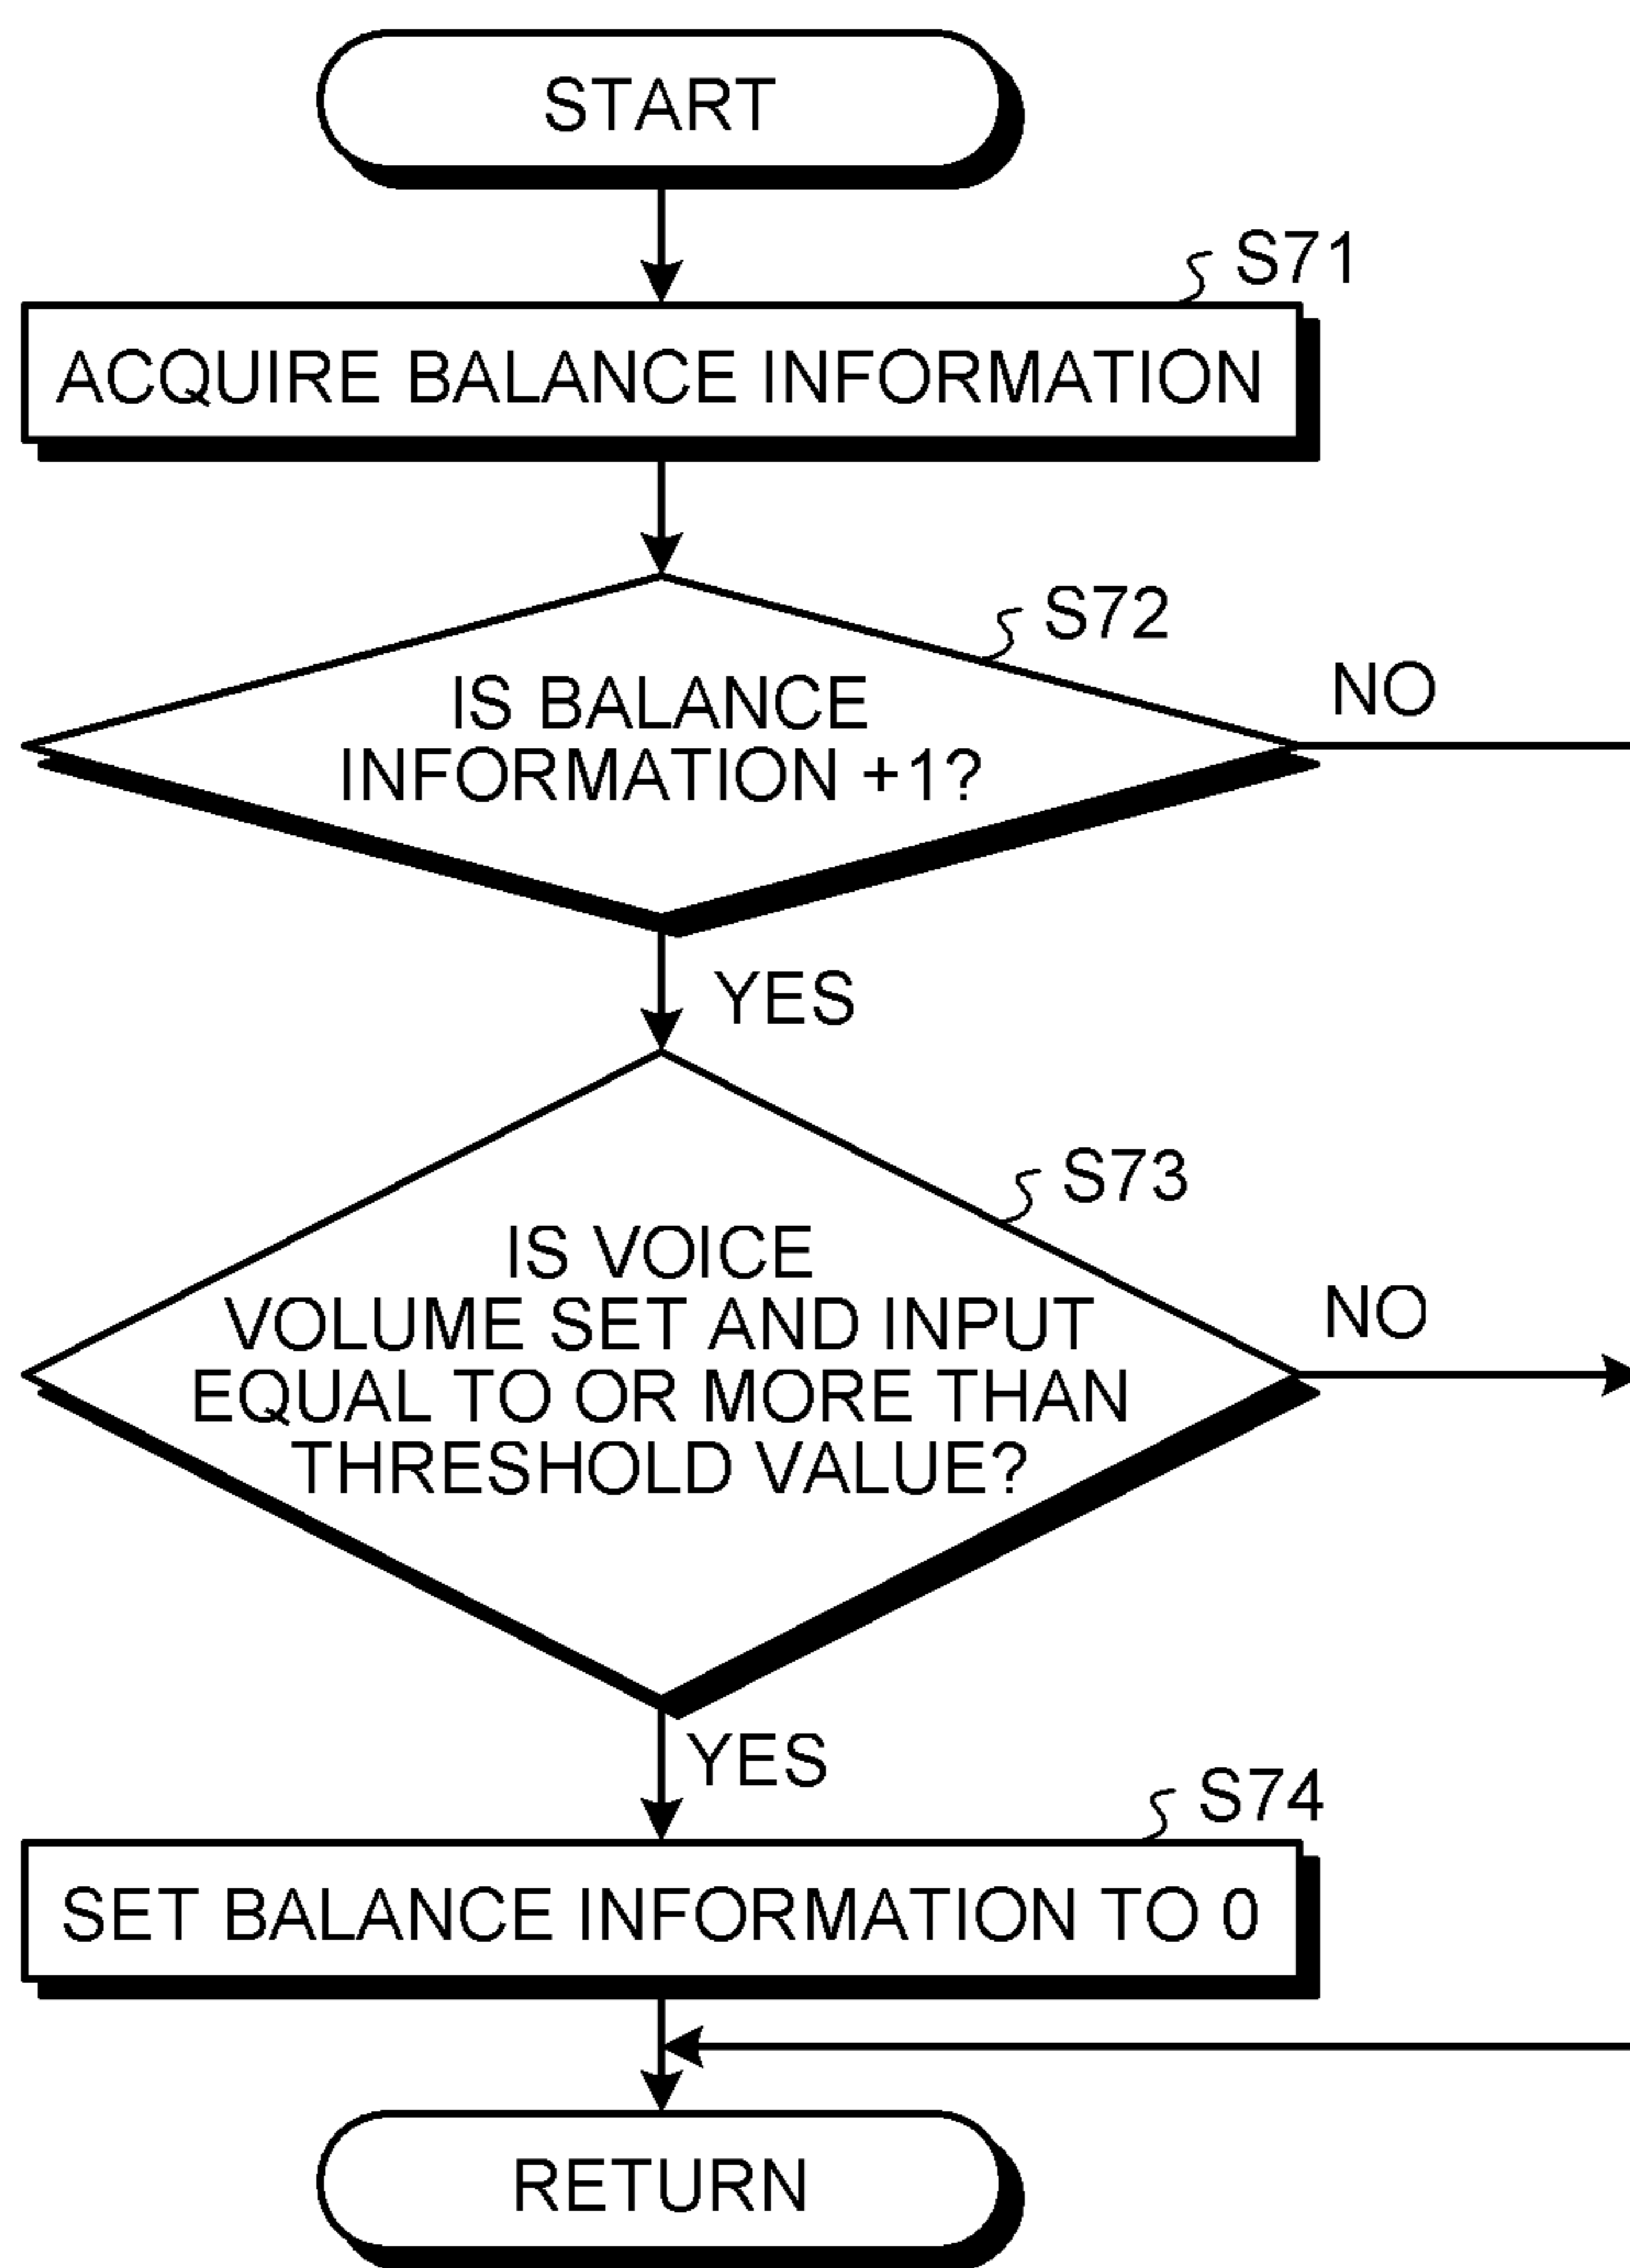 START
S71
ACQUIRE BALANCE INFORMATION
S72
IS BALANCE
INFORMATION +1?
NO
YES
S73
IS VOICE
VOLUME SET AND INPUT
EQUAL TO OR MORE THAN
THRESHOLD VALUE?
NO
YES
S74
SET BALANCE INFORMATION TO 0
RETURN